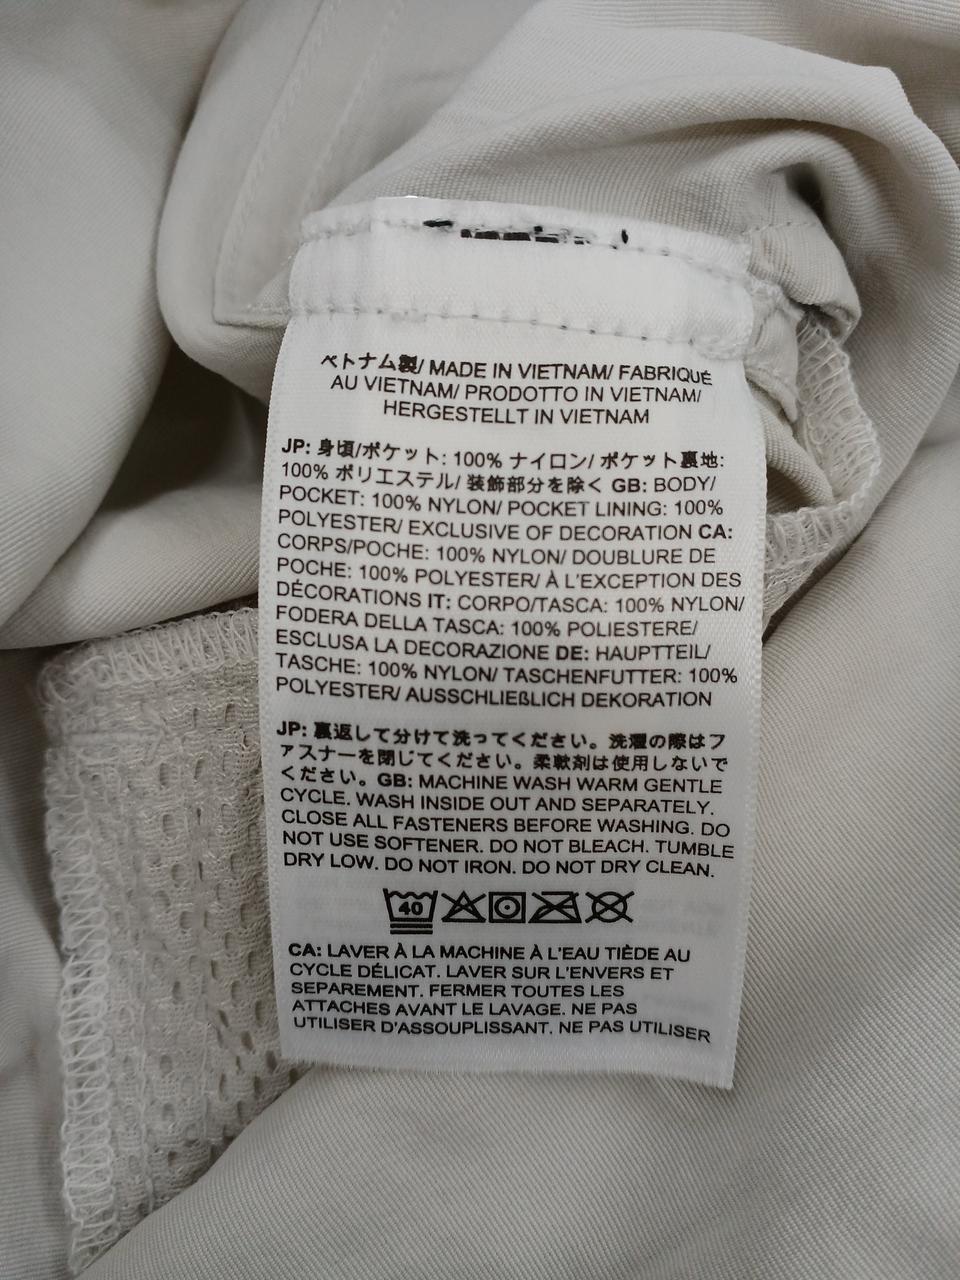 ベトナム製/ MADE IN VIETNAM/ FABRIQUÉ
AU VIETNAM/ PRODOTTO IN VIETNAM/
HERGESTELLT IN VIETNAM
JP: 身頃/ポケット: 100% ナイロン/ ポケット裏地:
100% ポリエステル/ 装飾部分を除く GB: BODY/
POCKET: 100% NYLON/ POCKET LINING: 100%
POLYESTER/ EXCLUSIVE OF DECORATION CA:
CORPS/POCHE: 100% NYLON/ DOUBLURE DE
POCHE: 100% POLYESTER/ À L'EXCEPTION DES
DÉCORATIONS IT: CORPO/TASCA: 100% NYLON/
FODERA DELLA TASCA: 100% POLIESTERE/
ESCLUSA LA DECORAZIONE DE: HAUPTTEIL/
TASCHE: 100% NYLON/ TASCHENFUTTER: 100%
POLYESTER/ AUSSCHLIEßLICH DEKORATION
JP: 裏返して分けて洗ってください。洗濯の際はフ
ァスナーを閉じてください。柔軟剤は使用しないで
ください。GB: MACHINE WASH WARM GENTLE
CYCLE. WASH INSIDE OUT AND SEPARATELY.
CLOSE ALL FASTENERS BEFORE WASHING. DO
NOT USE SOFTENER. DO NOT BLEACH. TUMBLE
DRY LOW. DO NOT IRON. DO NOT DRY CLEAN.
40
CA: LAVER À LA MACHINE À L'EAU TIÈDE AU
CYCLE DÉLICAT. LAVER SUR L'ENVERS ET
SEPAREMENT. FERMER TOUTES LES
ATTACHES AVANT LE LAVAGE. NE PAS
UTILISER D'ASSOUPLISSANT. NE PAS UTILISER